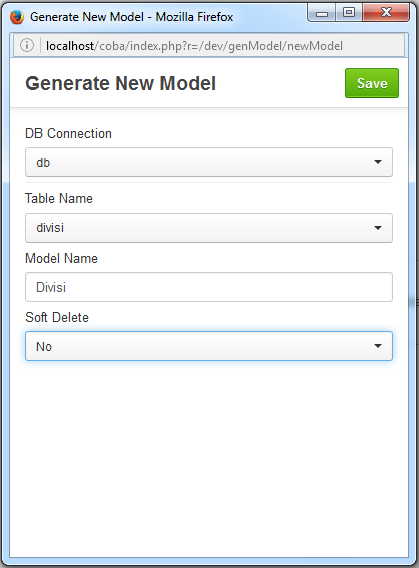 Generate New Model - Mozilla Firefox
localhost/coba/index.php?r=/dev/genModel/newModel
Generate New Model
Save
DB Connection
db
Table Name
divisi
Model Name
Divisi
Soft Delete
No